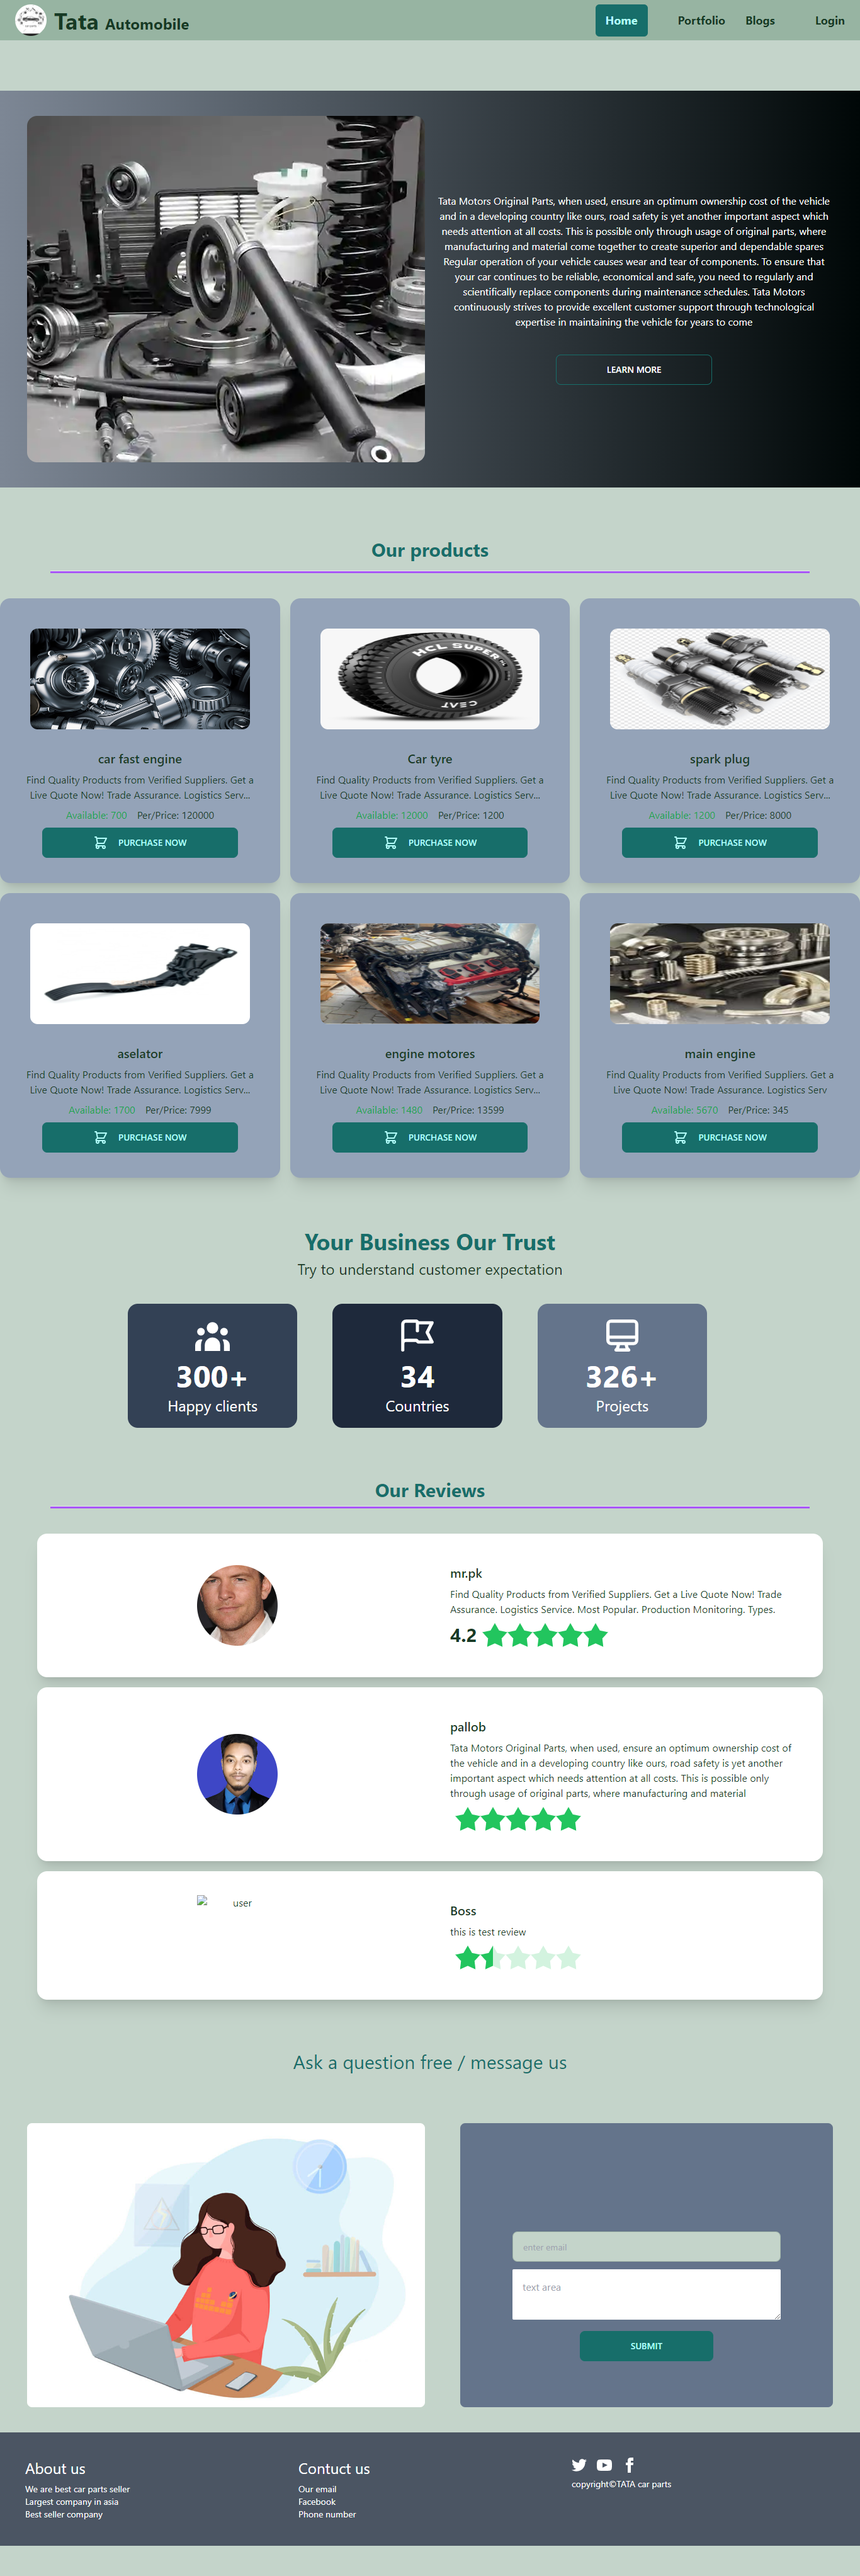 Tata Automobile
Home
Portfolio
Blogs
Login
Tata Motors Original Parts, when used, ensure an optimum ownership cost of the vehicle
and in a developing country like ours, road safety is yet another important aspect which
needs attention at all costs. This is possible only through usage of original parts, where
manufacturing and material come together to create superior and dependable spares
Regular operation of your vehicle causes wear and tear of components. To ensure that
your car continues to be reliable, economical and safe, you need to regularly and
scientifically replace components during maintenance schedules. Tata Motors
continuously strives to provide excellent customer support through technological
expertise in maintaining the vehicle for years to come
LEARN MORE
Our products
HCL SUPER
CEAT
car fast engine
Find Quality Products from Verified Suppliers. Get a
Live Quote Now! Trade Assurance. Logistics Serv...
Available: 700 Per/Price: 120000
PURCHASE NOW
Car tyre
Find Quality Products from Verified Suppliers. Get a
Live Quote Now! Trade Assurance. Logistics Serv...
Available: 12000 Per/Price: 1200
PURCHASE NOW
spark plug
Find Quality Products from Verified Suppliers. Get a
Live Quote Now! Trade Assurance. Logistics Serv...
Available: 1200 Per/Price: 8000
PURCHASE NOW
aselator
Find Quality Products from Verified Suppliers. Get a
Live Quote Now! Trade Assurance. Logistics Serv...
Available: 1700 Per/Price: 7999
PURCHASE NOW
engine motores
Find Quality Products from Verified Suppliers. Get a
Live Quote Now! Trade Assurance. Logistics Serv...
Available: 1480 Per/Price: 13599
PURCHASE NOW
main engine
Find Quality Products from Verified Suppliers. Get a
Live Quote Now! Trade Assurance. Logistics Serv
Available: 5670 Per/Price: 345
PURCHASE NOW
Your Business Our Trust
Try to understand customer expectation
300+
Happy clients
34
Countries
326+
Projects
Our Reviews
mr.pk
Find Quality Products from Verified Suppliers. Get a Live Quote Now! Trade
Assurance. Logistics Service. Most Popular. Production Monitoring. Types.
4.2
pallob
Tata Motors Original Parts, when used, ensure an optimum ownership cost of
the vehicle and in a developing country like ours, road safety is yet another
important aspect which needs attention at all costs. This is possible only
through usage of original parts, where manufacturing and material
user
Boss
this is test review
Ask a question free / message us
enter email
text area
SUBMIT
About us
We are best car parts seller
Largest company in asia
Best seller company
Contuct us
Our email
Facebook
Phone number
copyright©TATA car parts